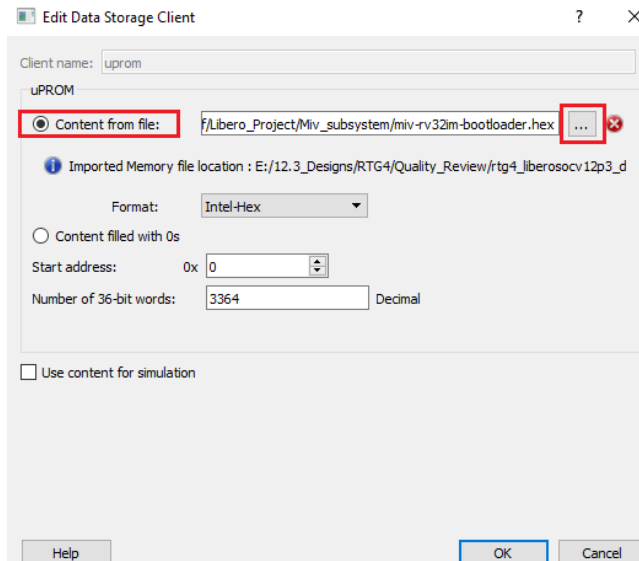 Edit Data Storage Client ?
Client name: uprom
uPROM
Content from file: f/Libero_Project/Miv_subsystem/miv-rv32im-bootloader.hex ...
Imported Memory file location : E:/12.3_Designs/RTG4/Quality_Review/rtg4_liberosocv12p3_d
Format: Intel-Hex
Content filled with 0s
Start address: 0x 0
Number of 36-bit words: 3364 Decimal
Use content for simulation
Help OK Cancel